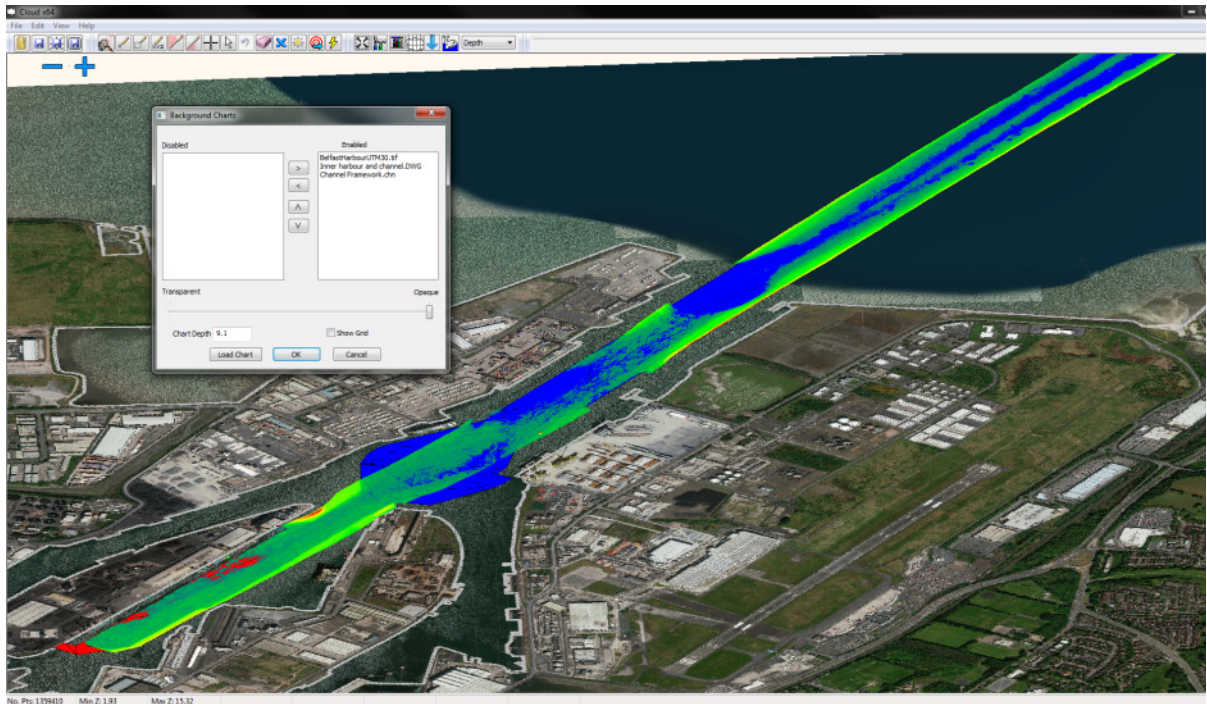 Cloud x64
File Edit View Help
Depth
Background Charts
Disabled Enabled
BelfastHarbourUTM30.tif
Inner harbour and channel.DWG
Channel Framework.chn
>
<
Λ
V
Transparent Opaque
Chart Depth 9.1 Show Grid
Load Chart OK Cancel
No. Pts: 1359410 Min Z: 1.93 Max Z: 15.32